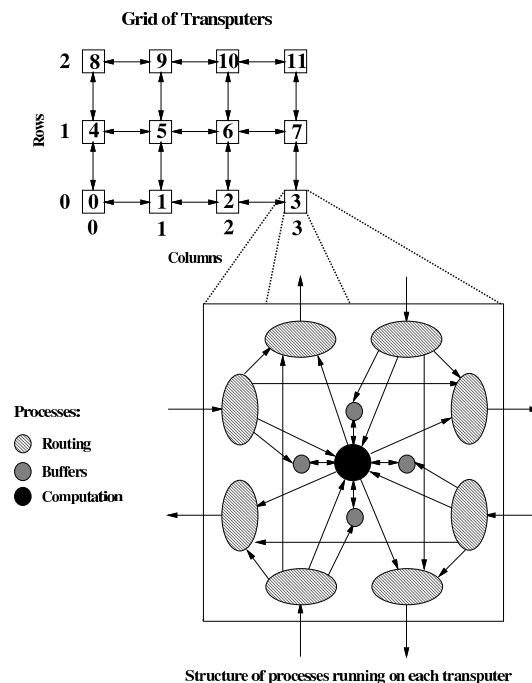 Grid of Transputers
2 8 9 10 11
Rows
1 4 5 6 7
0 0 1 2 3
0 1 2 3
Columns
Processes:
Routing
Buffers
Computation
Structure of processes running on each transputer